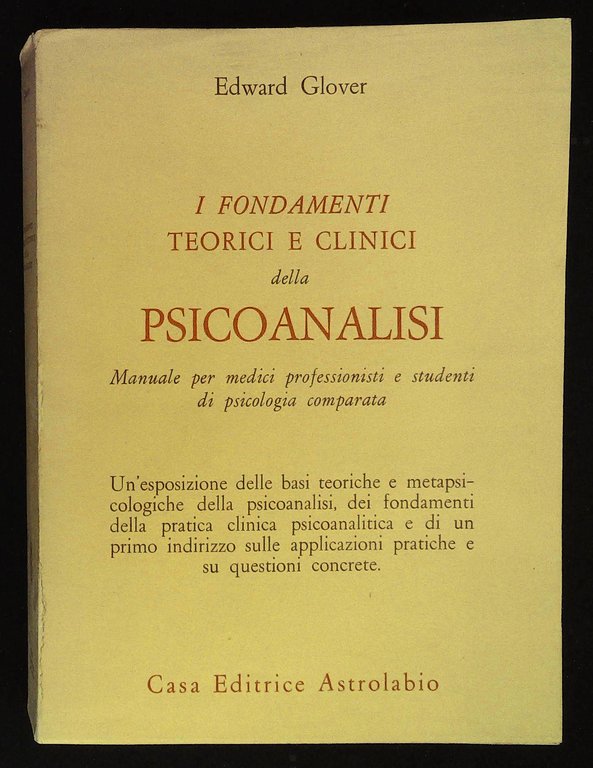 Edward Glover
I FONDAMENTI
TEORICI E CLINICI
della
PSICOANALISI
Manuale per medici professionisti e studenti
di psicologia comparata
Un'esposizione delle basi teoriche e metapsi-
cologiche della psicoanalisi, dei fondamenti
della pratica clinica psicoanalitica e di un
primo indirizzo sulle applicazioni pratiche e
su questioni concrete.
Casa Editrice Astrolabio